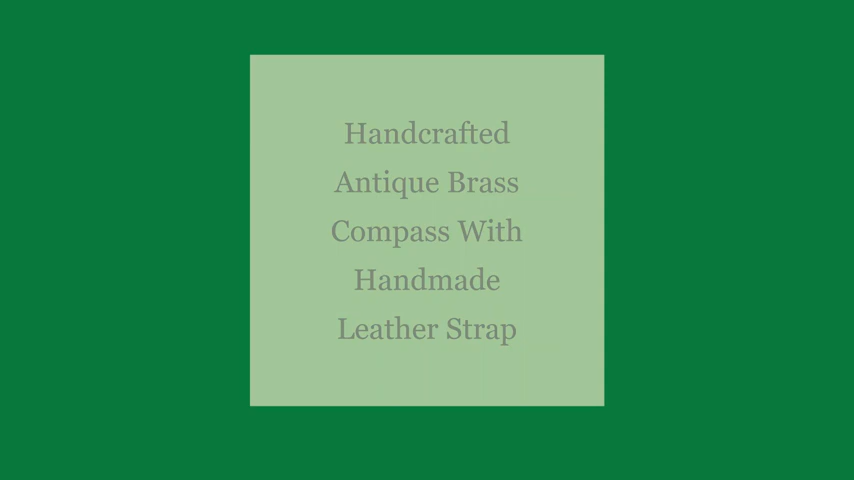 Handcrafted
Antique Brass
Compass With
Handmade
Leather Strap